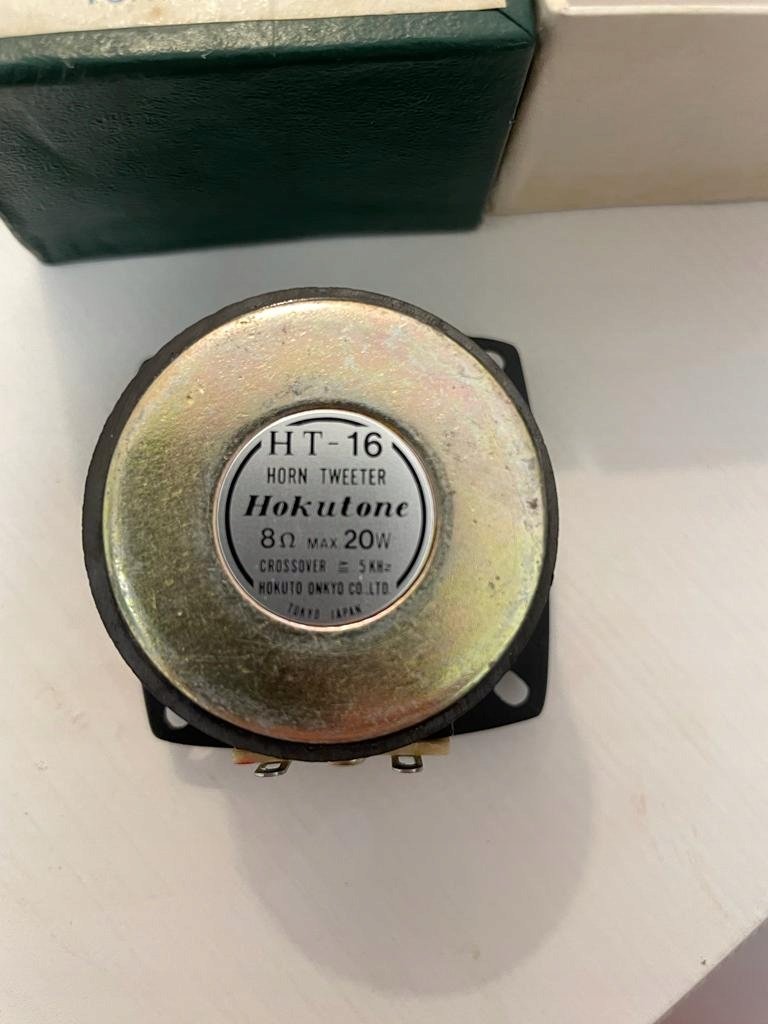 HT-16
HORN TWEETER
Hokutone
8Ω MAX 20W
CROSSOVER ≧ 5KHz
HOKUTO ONKYO CO.,LTD.
TOKYO JAPAN